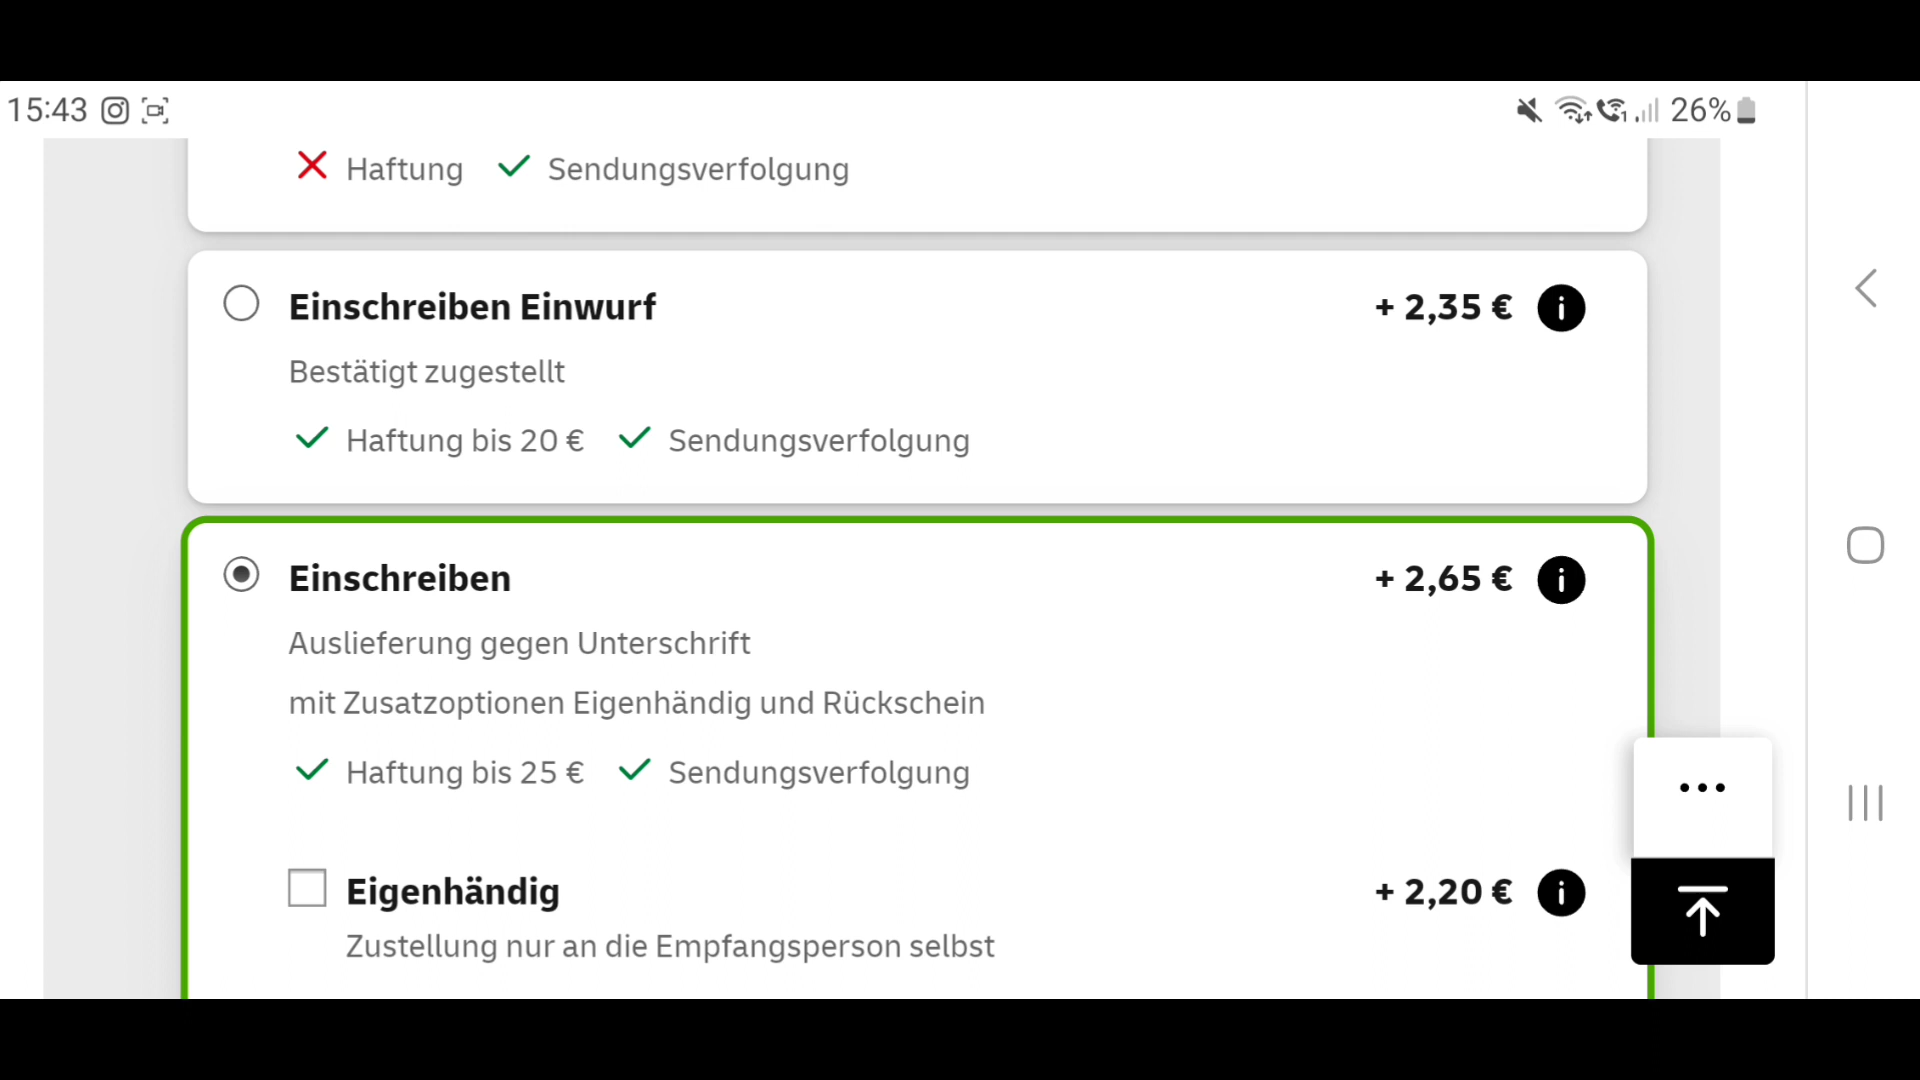 15:43
26%
Haftung Sendungsverfolgung
Einschreiben Einwurf + 2,35 €
Bestätigt zugestellt
Haftung bis 20 € Sendungsverfolgung
Einschreiben + 2,65 €
Auslieferung gegen Unterschrift
mit Zusatzoptionen Eigenhändig und Rückschein
Haftung bis 25 € Sendungsverfolgung
Eigenhändig + 2,20 €
Zustellung nur an die Empfangsperson selbst